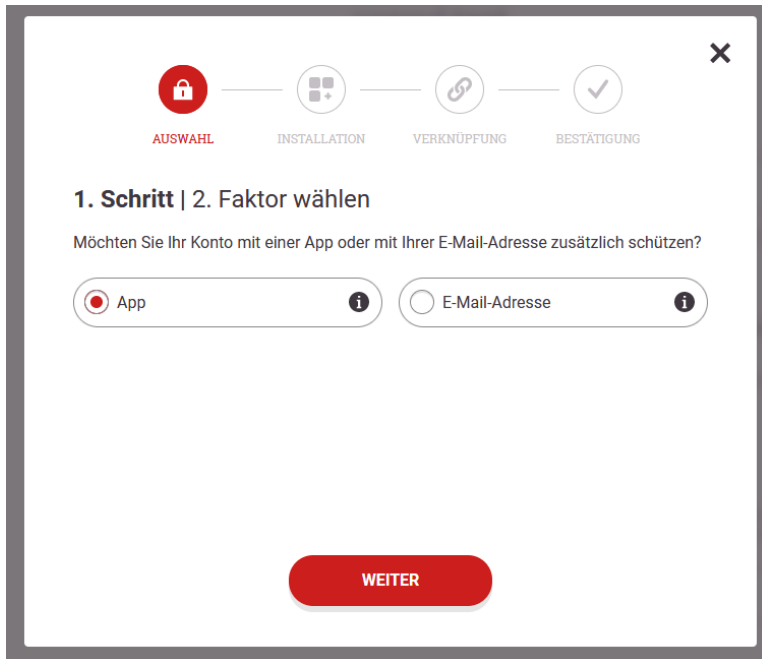 AUSWAHL INSTALLATION VERKNÜPFUNG BESTÄTIGUNG
1. Schritt | 2. Faktor wählen
Möchten Sie Ihr Konto mit einer App oder mit Ihrer E-Mail-Adresse zusätzlich schützen?
App E-Mail-Adresse
WEITER